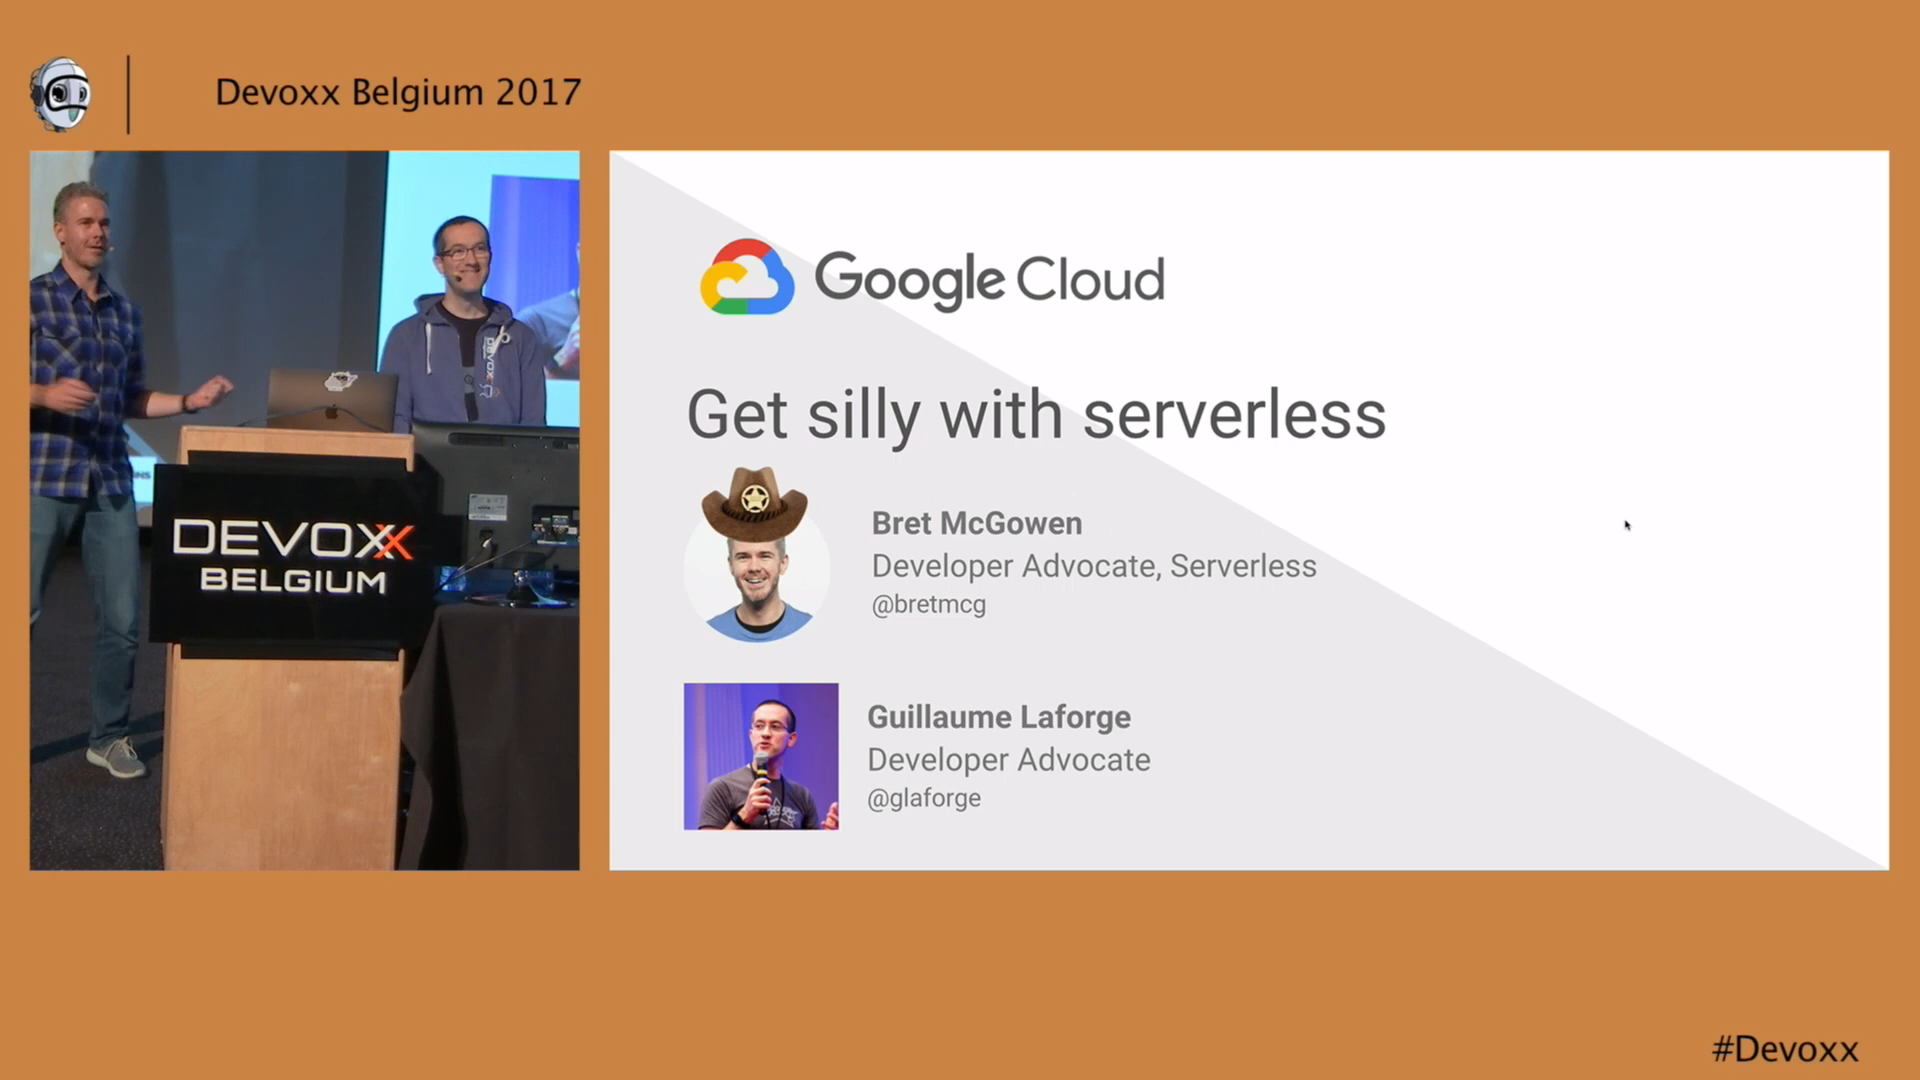 Devoxx Belgium 2017
DEVOXX
DEVOXX
BELGIUM
Google Cloud
Get silly with serverless
Bret McGowen
Developer Advocate, Serverless
@bretmcg
Guillaume Laforge
Developer Advocate
@glaforge
#Devoxx